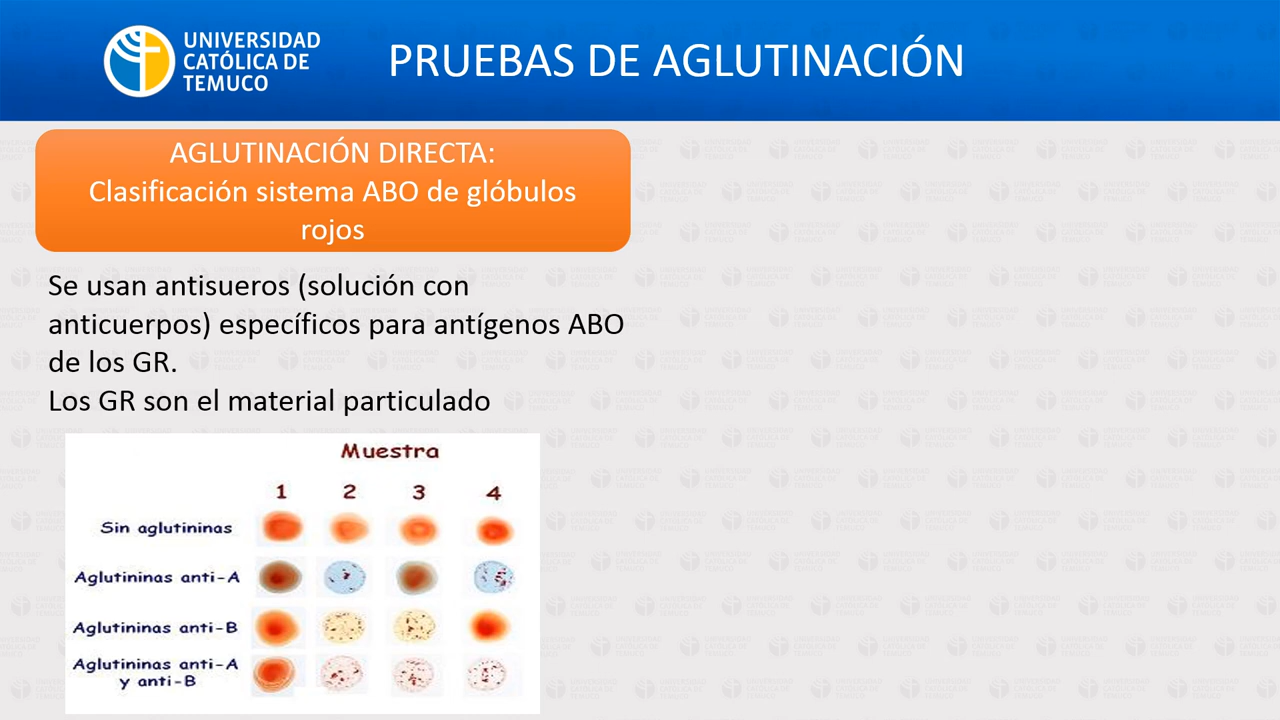 UNIVERSIDAD
CATÓLICA DE
TEMUCO
PRUEBAS DE AGLUTINACIÓN
AGLUTINACIÓN DIRECTA:
Clasificación sistema ABO de glóbulos
rojos
Se usan antisueros (solución con
anticuerpos) específicos para antígenos ABO
de los GR.
Los GR son el material particulado
Muestra
1 2 3 4
Sin aglutininas
Aglutininas anti-A
Aglutininas anti-B
Aglutininas anti-A
y anti-B